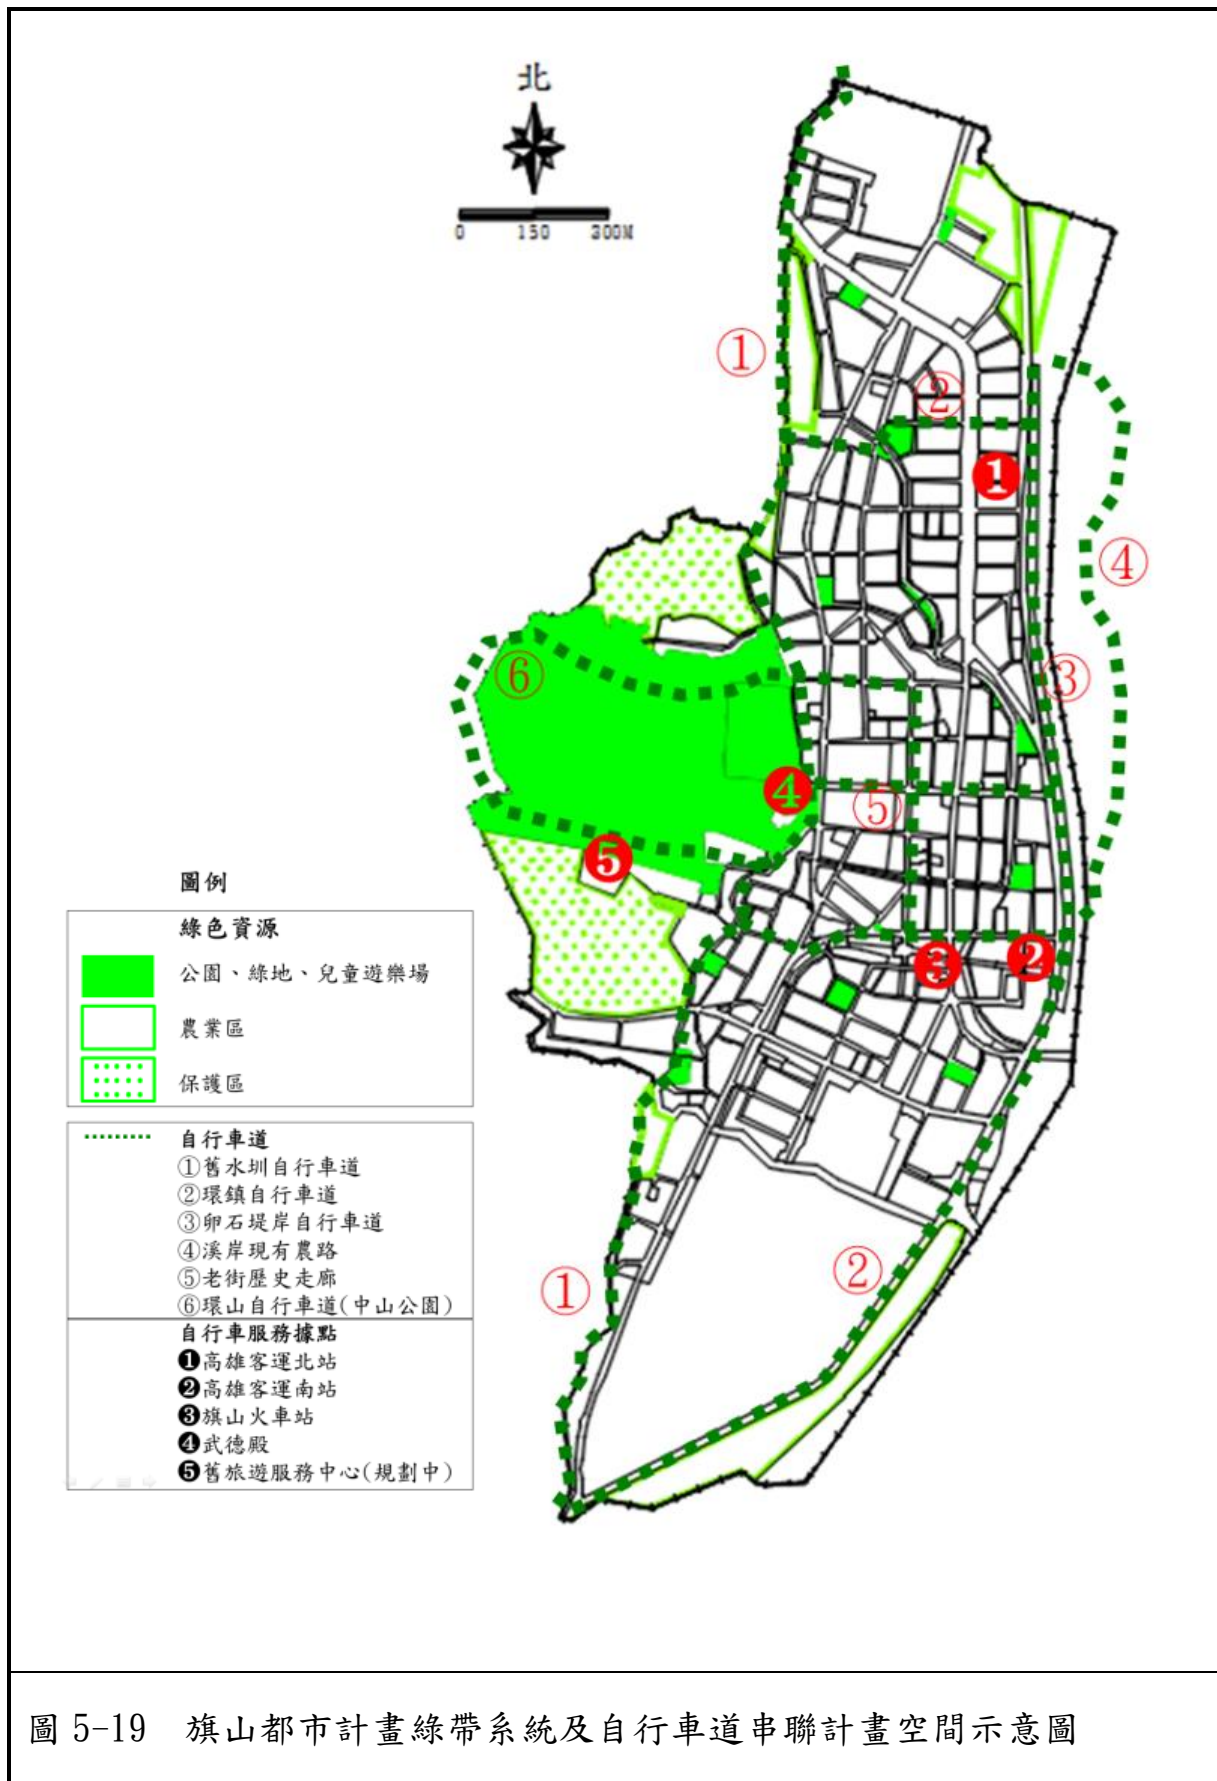 北
0 150 300M
①
②
❶
④
⑥
③
❹
⑤
❺
❸
❷
②
①
圖例
綠色資源
公園、綠地、兒童遊樂場
農業區
保護區
自行車道
①舊水圳自行車道
②環鎮自行車道
③卵石堤岸自行車道
④溪岸現有農路
⑤老街歷史走廊
⑥環山自行車道(中山公園)
自行車服務據點
❶高雄客運北站
❷高雄客運南站
❸旗山火車站
❹武德殿
❺舊旅遊服務中心(規劃中)
圖 5-19 旗山都市計畫綠帶系統及自行車道串聯計畫空間示意圖